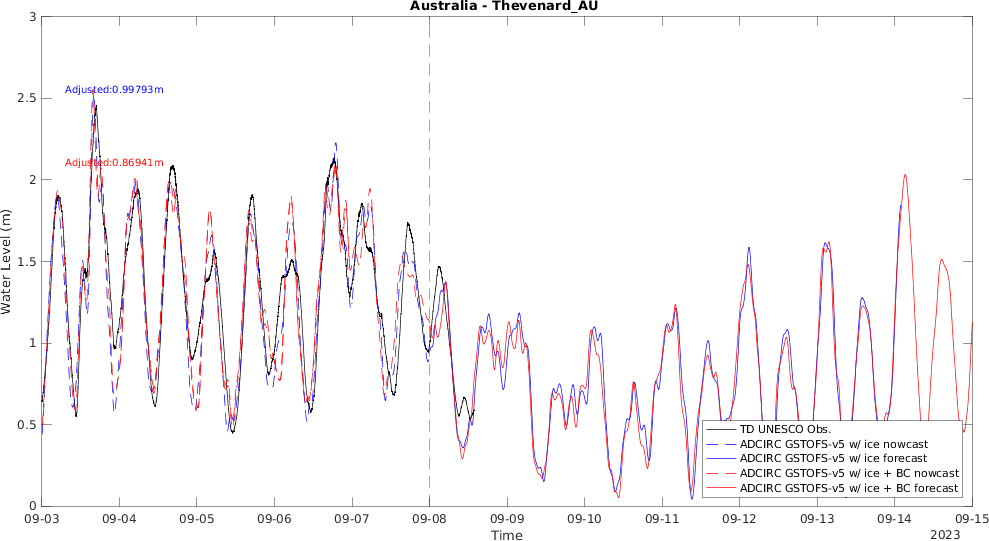 Australia - Thevenard_AU
3
2.5
2
1.5
1
0.5
0
Water Level (m)
Adjusted:0.99793m
Adjusted:0.86941m
TD UNESCO Obs.
ADCIRC GSTOFS-v5 w/ ice nowcast
ADCIRC GSTOFS-v5 w/ ice forecast
ADCIRC GSTOFS-v5 w/ ice + BC nowcast
ADCIRC GSTOFS-v5 w/ ice + BC forecast
09-03 09-04 09-05 09-06 09-07 09-08 09-09 09-10 09-11 09-12 09-13 09-14 09-15
Time
2023